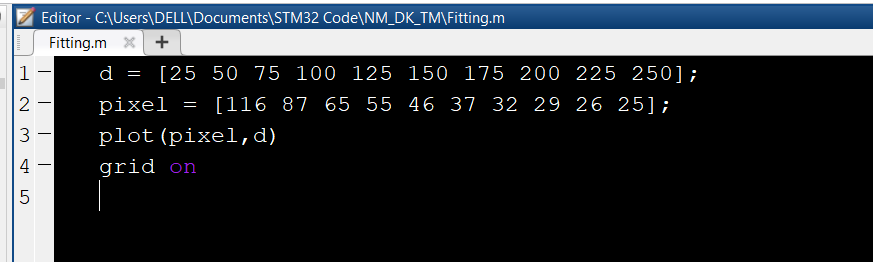 Editor - C:\Users\DELL\Documents\STM32 Code\NM_DK_TM\Fitting.m
Fitting.m
1 d = [25 50 75 100 125 150 175 200 225 250];
2 pixel = [116 87 65 55 46 37 32 29 26 25];
3 plot(pixel,d)
4 grid on
5